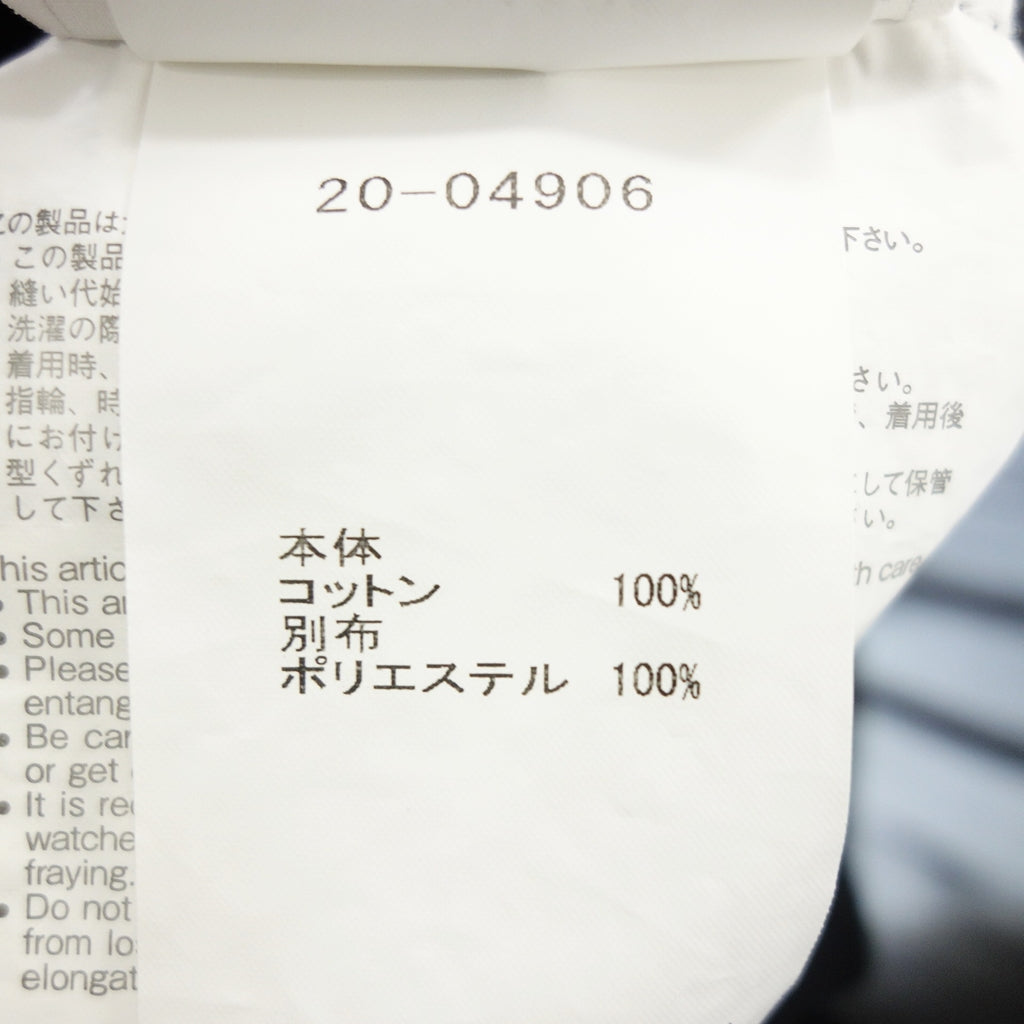 20-04906
本体
コットン 100%
別布
ポリエステル 100%
の製品は
この製品
縫い代始
洗濯の際
着用時、
指輪、時
にお付け
型くずれ
して下さ
下さい。
さい。
、着用後
して保管
い。
his artic
• This
• Some
• Please
entang
• Be car
or get
• It is
watche
fraying.
• Do not
from
elongat
care